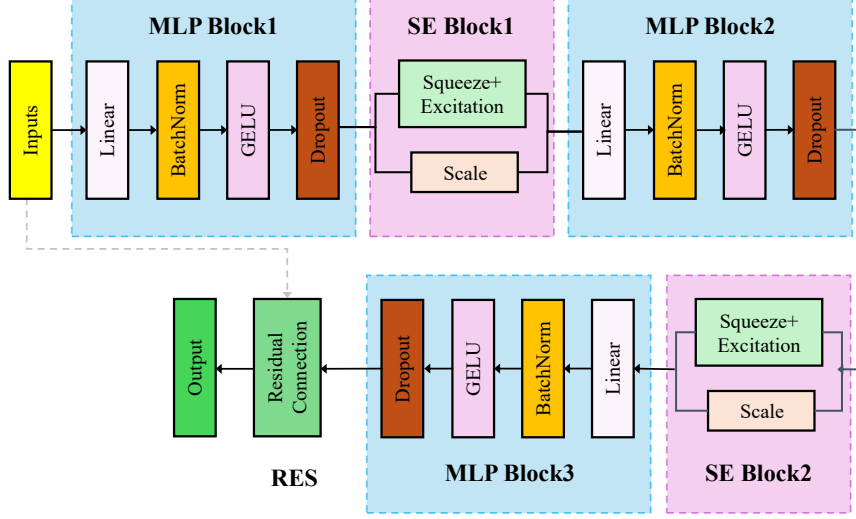 MLP Block1
SE Block1
MLP Block2
Inputs
Linear
BatchNorm
GELU
Dropout
Squeeze+
Excitation
Scale
Linear
BatchNorm
GELU
Dropout
Output
Residual
Connection
Dropout
GELU
BatchNorm
Linear
Squeeze+
Excitation
Scale
RES
MLP Block3
SE Block2